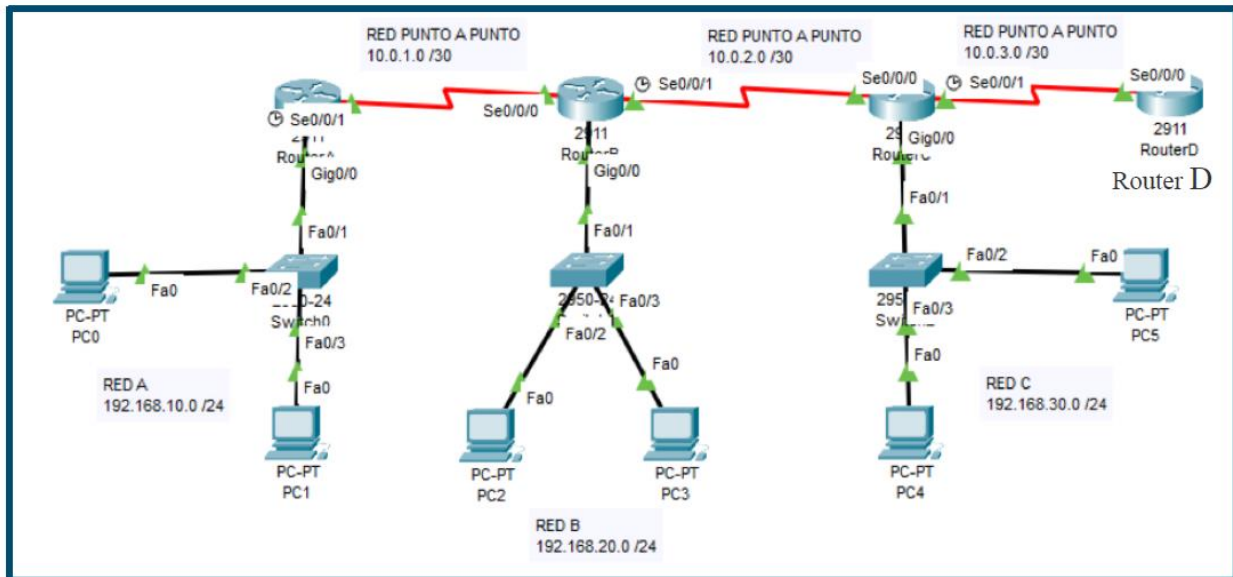 RED PUNTO A PUNTO
10.0.1.0 /30
RED PUNTO A PUNTO
10.0.2.0 /30
RED PUNTO A PUNTO
10.0.3.0 /30
Se0/0/1
Se0/0/0
2911
Se0/0/1
Se0/0/0
Se0/0/1
Se0/0/0
2911
RouterD
Router D
Gig0/0
Gig0/0
Gig0/0
Fa0/1
Fa0/1
Fa0/1
Fa0
Fa0/2
PC-PT
PC0
Fa0/3
Fa0
PC-PT
PC1
RED A
192.168.10.0 /24
Fa0/3
Fa0/2
Fa0
Fa0
PC-PT
PC2
PC-PT
PC3
RED B
192.168.20.0 /24
Fa0/2
Fa0
PC-PT
PC5
Fa0/3
Fa0
PC-PT
PC4
RED C
192.168.30.0 /24